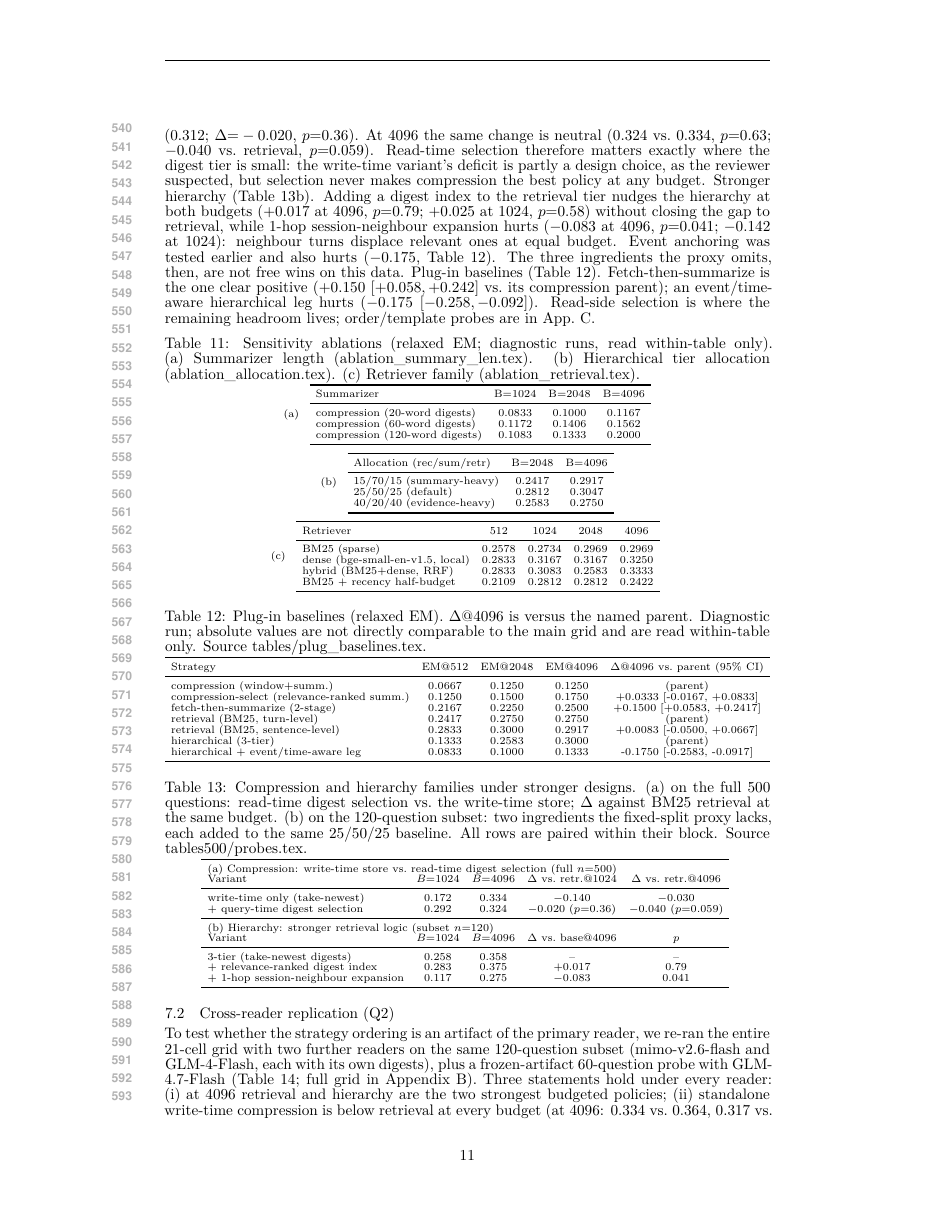 540
541
542
543
544
545
546
547
548
549
550
551
552
553
554
555
556
557
558
559
560
561
562
563
564
565
566
567
568
569
570
571
572
573
574
575
576
577
578
579
580
581
582
583
584
585
586
587
588
589
590
591
592
593
(0.312; Δ= − 0.020, p=0.36). At 4096 the same change is neutral (0.324 vs. 0.334, p=0.63;
−0.040 vs. retrieval, p=0.059). Read-time selection therefore matters exactly where the
digest tier is small: the write-time variant's deficit is partly a design choice, as the reviewer
suspected, but selection never makes compression the best policy at any budget. Stronger
hierarchy (Table 13b). Adding a digest index to the retrieval tier nudges the hierarchy at
both budgets (+0.017 at 4096, p=0.79; +0.025 at 1024, p=0.58) without closing the gap to
retrieval, while 1-hop session-neighbour expansion hurts (−0.083 at 4096, p=0.041; −0.142
at 1024): neighbour turns displace relevant ones at equal budget. Event anchoring was
tested earlier and also hurts (−0.175, Table 12). The three ingredients the proxy omits,
then, are not free wins on this data. Plug-in baselines (Table 12). Fetch-then-summarize is
the one clear positive (+0.150 [+0.058, +0.242] vs. its compression parent); an event/time-
aware hierarchical leg hurts (−0.175 [−0.258, −0.092]). Read-side selection is where the
remaining headroom lives; order/template probes are in App. C.
Table 11: Sensitivity ablations (relaxed EM; diagnostic runs, read within-table only).
(a) Summarizer length (ablation_summary_len.tex). (b) Hierarchical tier allocation
(ablation_allocation.tex). (c) Retriever family (ablation_retrieval.tex).
(a)
Summarizer B=1024 B=2048 B=4096
compression (20-word digests) 0.0833 0.1000 0.1167
compression (60-word digests) 0.1172 0.1406 0.1562
compression (120-word digests) 0.1083 0.1333 0.2000
(b)
Allocation (rec/sum/retr) B=2048 B=4096
15/70/15 (summary-heavy) 0.2417 0.2917
25/50/25 (default) 0.2812 0.3047
40/20/40 (evidence-heavy) 0.2583 0.2750
(c)
Retriever 512 1024 2048 4096
BM25 (sparse) 0.2578 0.2734 0.2969 0.2969
dense (bge-small-en-v1.5, local) 0.2833 0.3167 0.3167 0.3250
hybrid (BM25+dense, RRF) 0.2833 0.3083 0.2583 0.3333
BM25 + recency half-budget 0.2109 0.2812 0.2812 0.2422
Table 12: Plug-in baselines (relaxed EM). Δ@4096 is versus the named parent. Diagnostic
run; absolute values are not directly comparable to the main grid and are read within-table
only. Source tables/plug_baselines.tex.
Strategy EM@512 EM@2048 EM@4096 Δ@4096 vs. parent (95% CI)
compression (window+summ.) 0.0667 0.1250 0.1250 (parent)
compression-select (relevance-ranked summ.) 0.1250 0.1500 0.1750 +0.0333 [-0.0167, +0.0833]
fetch-then-summarize (2-stage) 0.2167 0.2250 0.2500 +0.1500 [+0.0583, +0.2417]
retrieval (BM25, turn-level) 0.2417 0.2750 0.2750 (parent)
retrieval (BM25, sentence-level) 0.2833 0.3000 0.2917 +0.0083 [-0.0500, +0.0667]
hierarchical (3-tier) 0.1333 0.2583 0.3000 (parent)
hierarchical + event/time-aware leg 0.0833 0.1000 0.1333 -0.1750 [-0.2583, -0.0917]
Table 13: Compression and hierarchy families under stronger designs. (a) on the full 500
questions: read-time digest selection vs. the write-time store; Δ against BM25 retrieval at
the same budget. (b) on the 120-question subset: two ingredients the fixed-split proxy lacks,
each added to the same 25/50/25 baseline. All rows are paired within their block. Source
tables500/probes.tex.
(a) Compression: write-time store vs. read-time digest selection (full n=500)
Variant B=1024 B=4096 Δ vs. retr.@1024 Δ vs. retr.@4096
write-time only (take-newest) 0.172 0.334 −0.140 −0.030
+ query-time digest selection 0.292 0.324 −0.020 (p=0.36) −0.040 (p=0.059)
(b) Hierarchy: stronger retrieval logic (subset n=120)
Variant B=1024 B=4096 Δ vs. base@4096 p
3-tier (take-newest digests) 0.258 0.358 – –
+ relevance-ranked digest index 0.283 0.375 +0.017 0.79
+ 1-hop session-neighbour expansion 0.117 0.275 −0.083 0.041
7.2 Cross-reader replication (Q2)
To test whether the strategy ordering is an artifact of the primary reader, we re-ran the entire
21-cell grid with two further readers on the same 120-question subset (mimo-v2.6-flash and
GLM-4-Flash, each with its own digests), plus a frozen-artifact 60-question probe with GLM-
4.7-Flash (Table 14; full grid in Appendix B). Three statements hold under every reader:
(i) at 4096 retrieval and hierarchy are the two strongest budgeted policies; (ii) standalone
write-time compression is below retrieval at every budget (at 4096: 0.334 vs. 0.364, 0.317 vs.
11